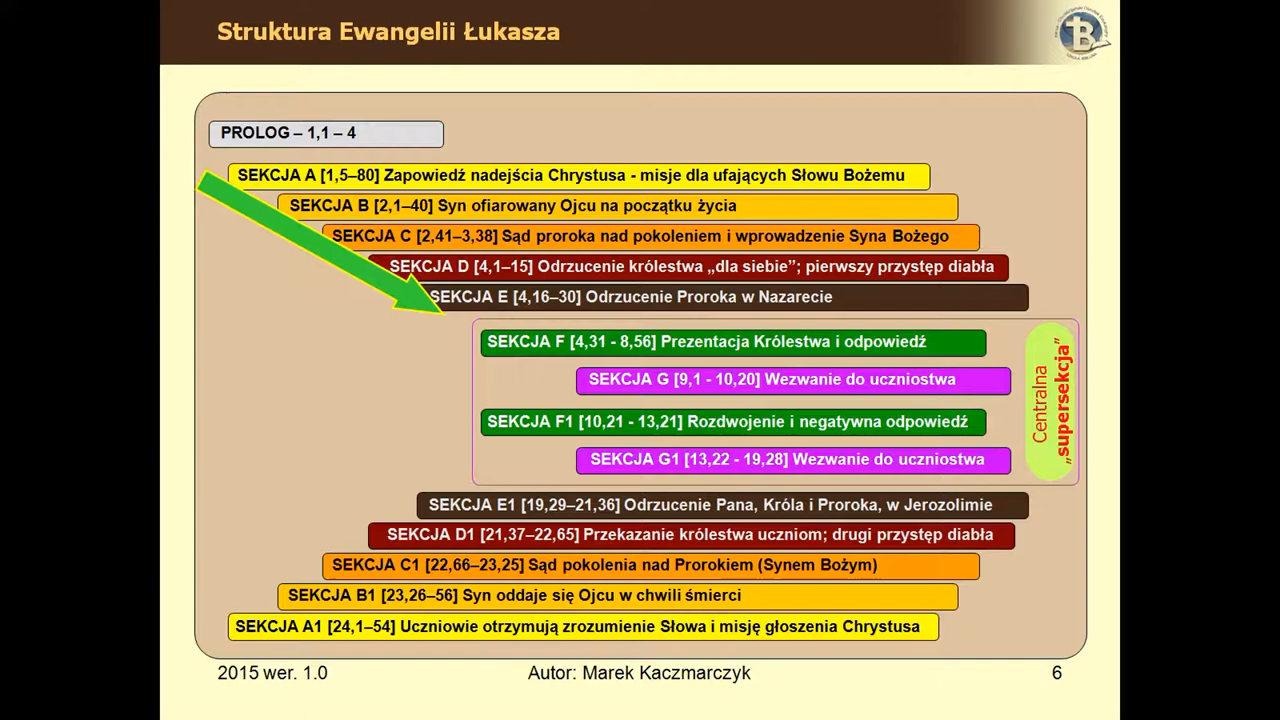 Struktura Ewangelii Łukasza
PROLOG – 1,1 – 4
SEKCJA A [1,5–80] Zapowiedź nadejścia Chrystusa - misje dla ufających Słowu Bożemu
SEKCJA B [2,1–40] Syn ofiarowany Ojcu na początku życia
SEKCJA C [2,41–3,38] Sąd proroka nad pokoleniem i wprowadzenie Syna Bożego
SEKCJA D [4,1–15] Odrzucenie królestwa „dla siebie”; pierwszy przystęp diabła
SEKCJA E [4,16–30] Odrzucenie Proroka w Nazarecie
SEKCJA F [4,31 - 8,56] Prezentacja Królestwa i odpowiedź
SEKCJA G [9,1 - 10,20] Wezwanie do uczniostwa
SEKCJA F1 [10,21 - 13,21] Rozdwojenie i negatywna odpowiedź
SEKCJA G1 [13,22 - 19,28] Wezwanie do uczniostwa
Centralna
„supersekcja”
SEKCJA E1 [19,29–21,36] Odrzucenie Pana, Króla i Proroka, w Jerozolimie
SEKCJA D1 [21,37–22,65] Przekazanie królestwa uczniom; drugi przystęp diabła
SEKCJA C1 [22,66–23,25] Sąd pokolenia nad Prorokiem (Synem Bożym)
SEKCJA B1 [23,26–56] Syn oddaje się Ojcu w chwili śmierci
SEKCJA A1 [24,1–54] Uczniowie otrzymują zrozumienie Słowa i misję głoszenia Chrystusa
2015 wer. 1.0
Autor: Marek Kaczmarczyk
6